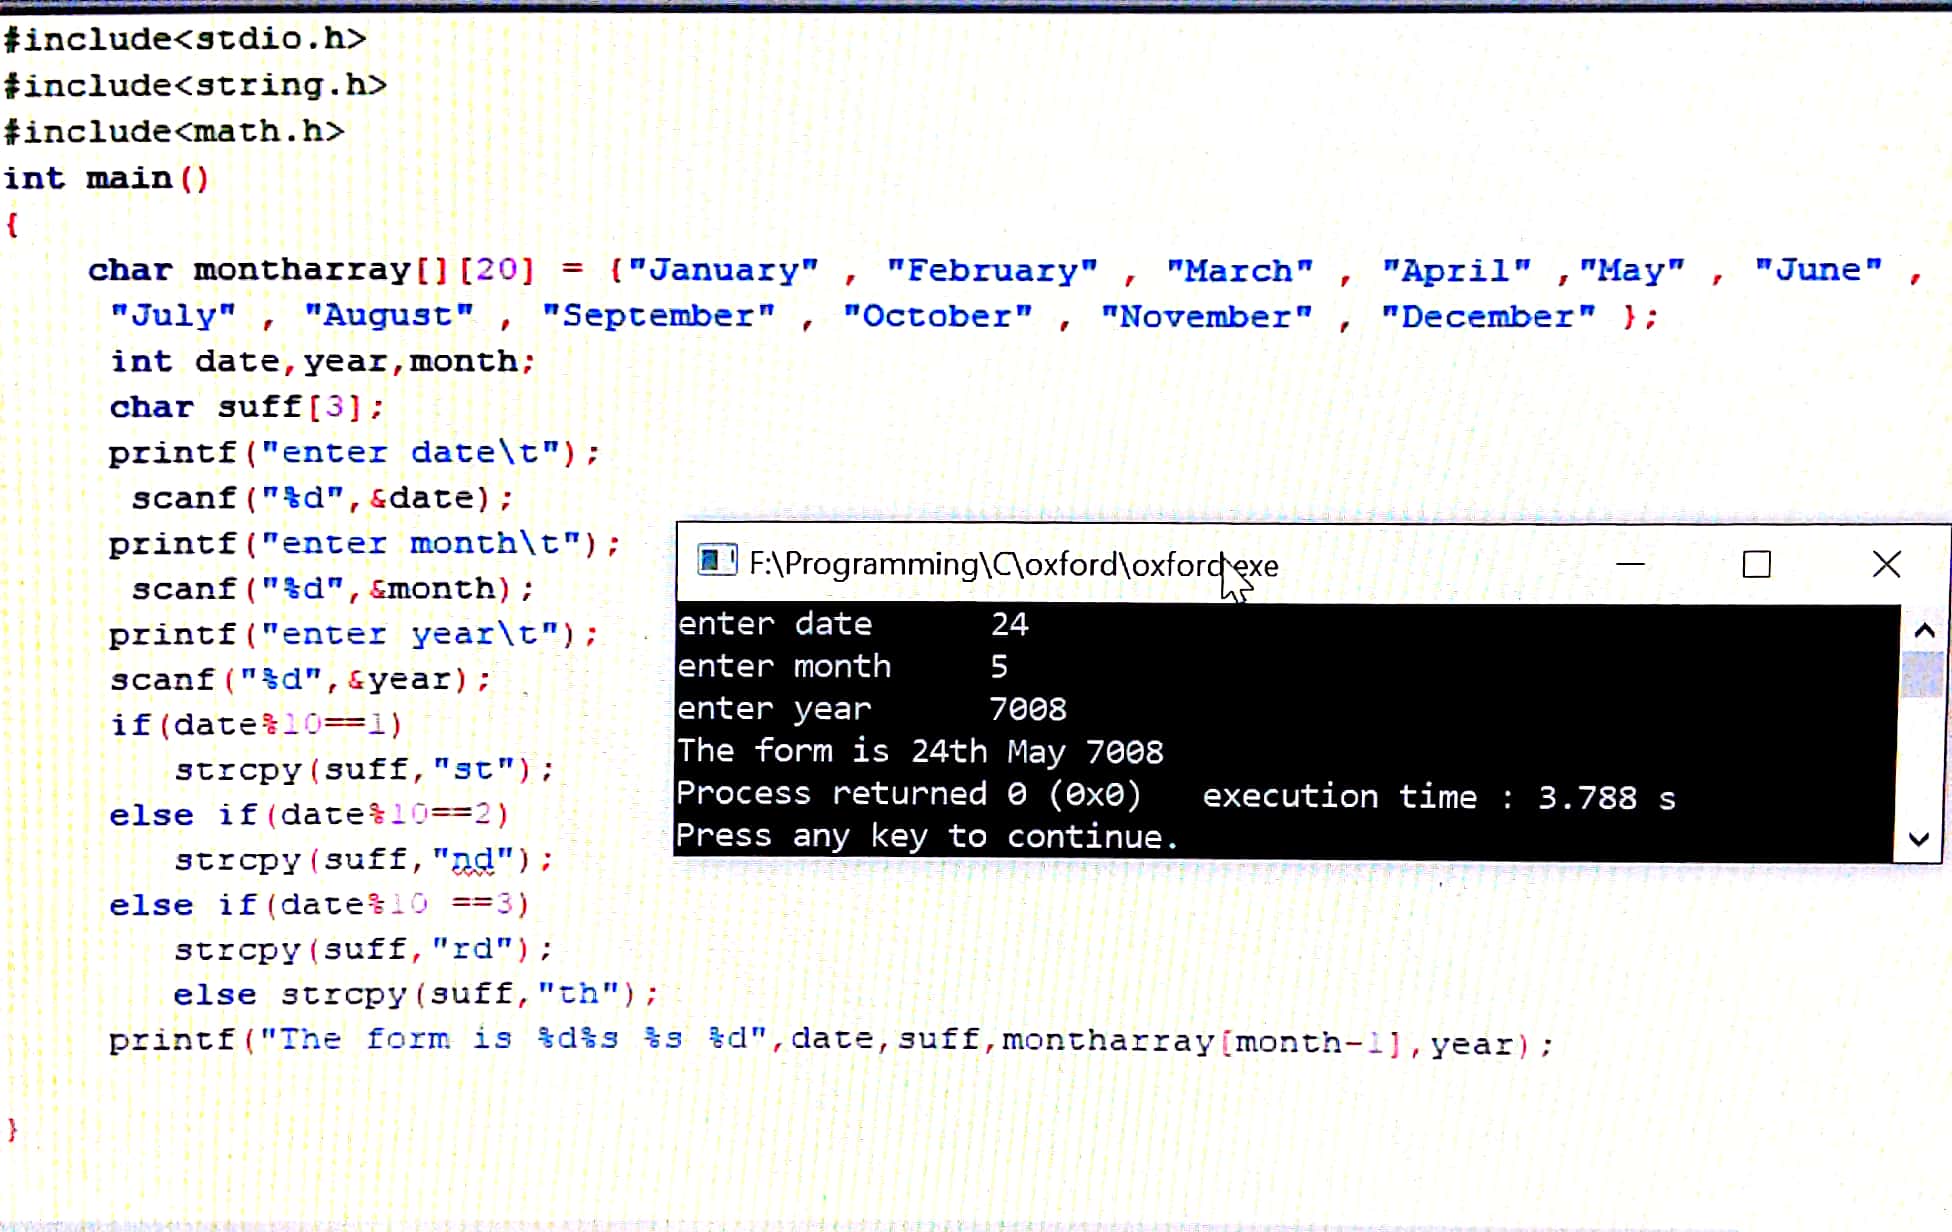 #include<stdio.h>
#include<string.h>
#include<math.h>
int main()
{
char montharray[][20] = {"January" , "February" , "March" , "April" ,"May" , "June" ,
"July" , "August" , "September" , "October" , "November" , "December" };
int date,year,month;
char suff[3];
printf("enter date\t");
scanf("%d",&date);
printf("enter month\t");
scanf("%d",&month);
printf("enter year\t");
scanf("%d",&year);
if(date%10==1)
strcpy(suff,"st");
else if(date%10==2)
strcpy(suff,"nd");
else if(date%10 ==3)
strcpy(suff,"rd");
else strcpy(suff,"th");
printf("The form is %d%s %s %d",date,suff,montharray[month-1],year);
}
F:\Programming\C\oxford\oxford.exe
enter date 24
enter month 5
enter year 7008
The form is 24th May 7008
Process returned 0 (0x0) execution time : 3.788 s
Press any key to continue.